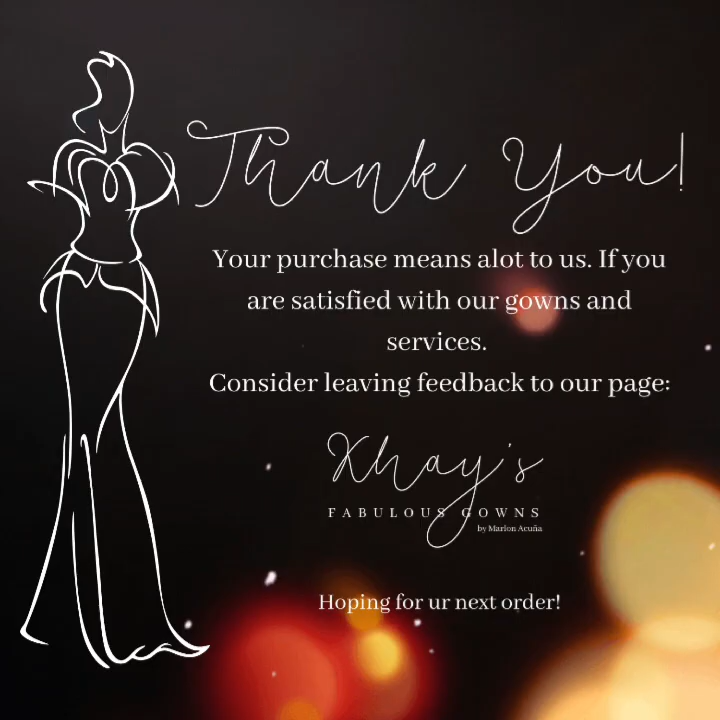 Thank You!
Your purchase means alot to us. If you
are satisfied with our gowns and
services.
Consider leaving feedback to our page:
Khay's
FABULOUS GOWNS
by Marlon Acuña
Hoping for ur next order!